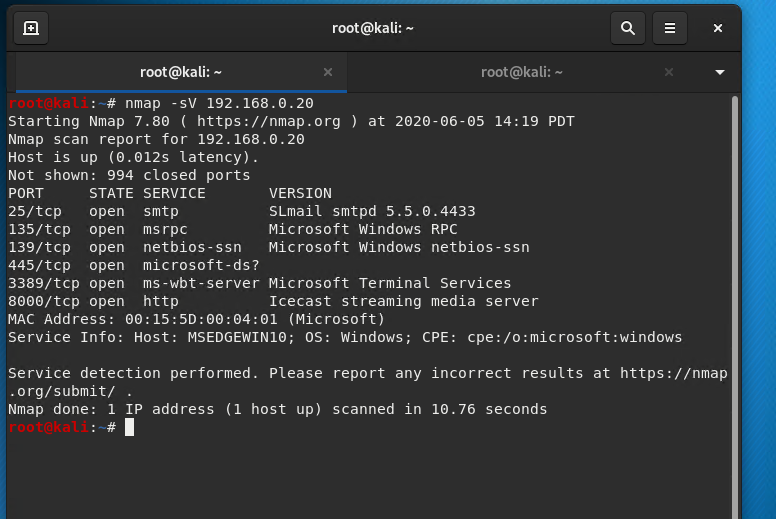 root@kali: ~
root@kali: ~
root@kali: ~
root@kali:~# nmap -sV 192.168.0.20
Starting Nmap 7.80 ( https://nmap.org ) at 2020-06-05 14:19 PDT
Nmap scan report for 192.168.0.20
Host is up (0.012s latency).
Not shown: 994 closed ports
PORT     STATE SERVICE       VERSION
25/tcp   open  smtp          SLmail smtpd 5.5.0.4433
135/tcp  open  msrpc         Microsoft Windows RPC
139/tcp  open  netbios-ssn   Microsoft Windows netbios-ssn
445/tcp  open  microsoft-ds?
3389/tcp open  ms-wbt-server Microsoft Terminal Services
8000/tcp open  http          Icecast streaming media server
MAC Address: 00:15:5D:00:04:01 (Microsoft)
Service Info: Host: MSEDGEWIN10; OS: Windows; CPE: cpe:/o:microsoft:windows
Service detection performed. Please report any incorrect results at https://nmap
.org/submit/ .
Nmap done: 1 IP address (1 host up) scanned in 10.76 seconds
root@kali:~#